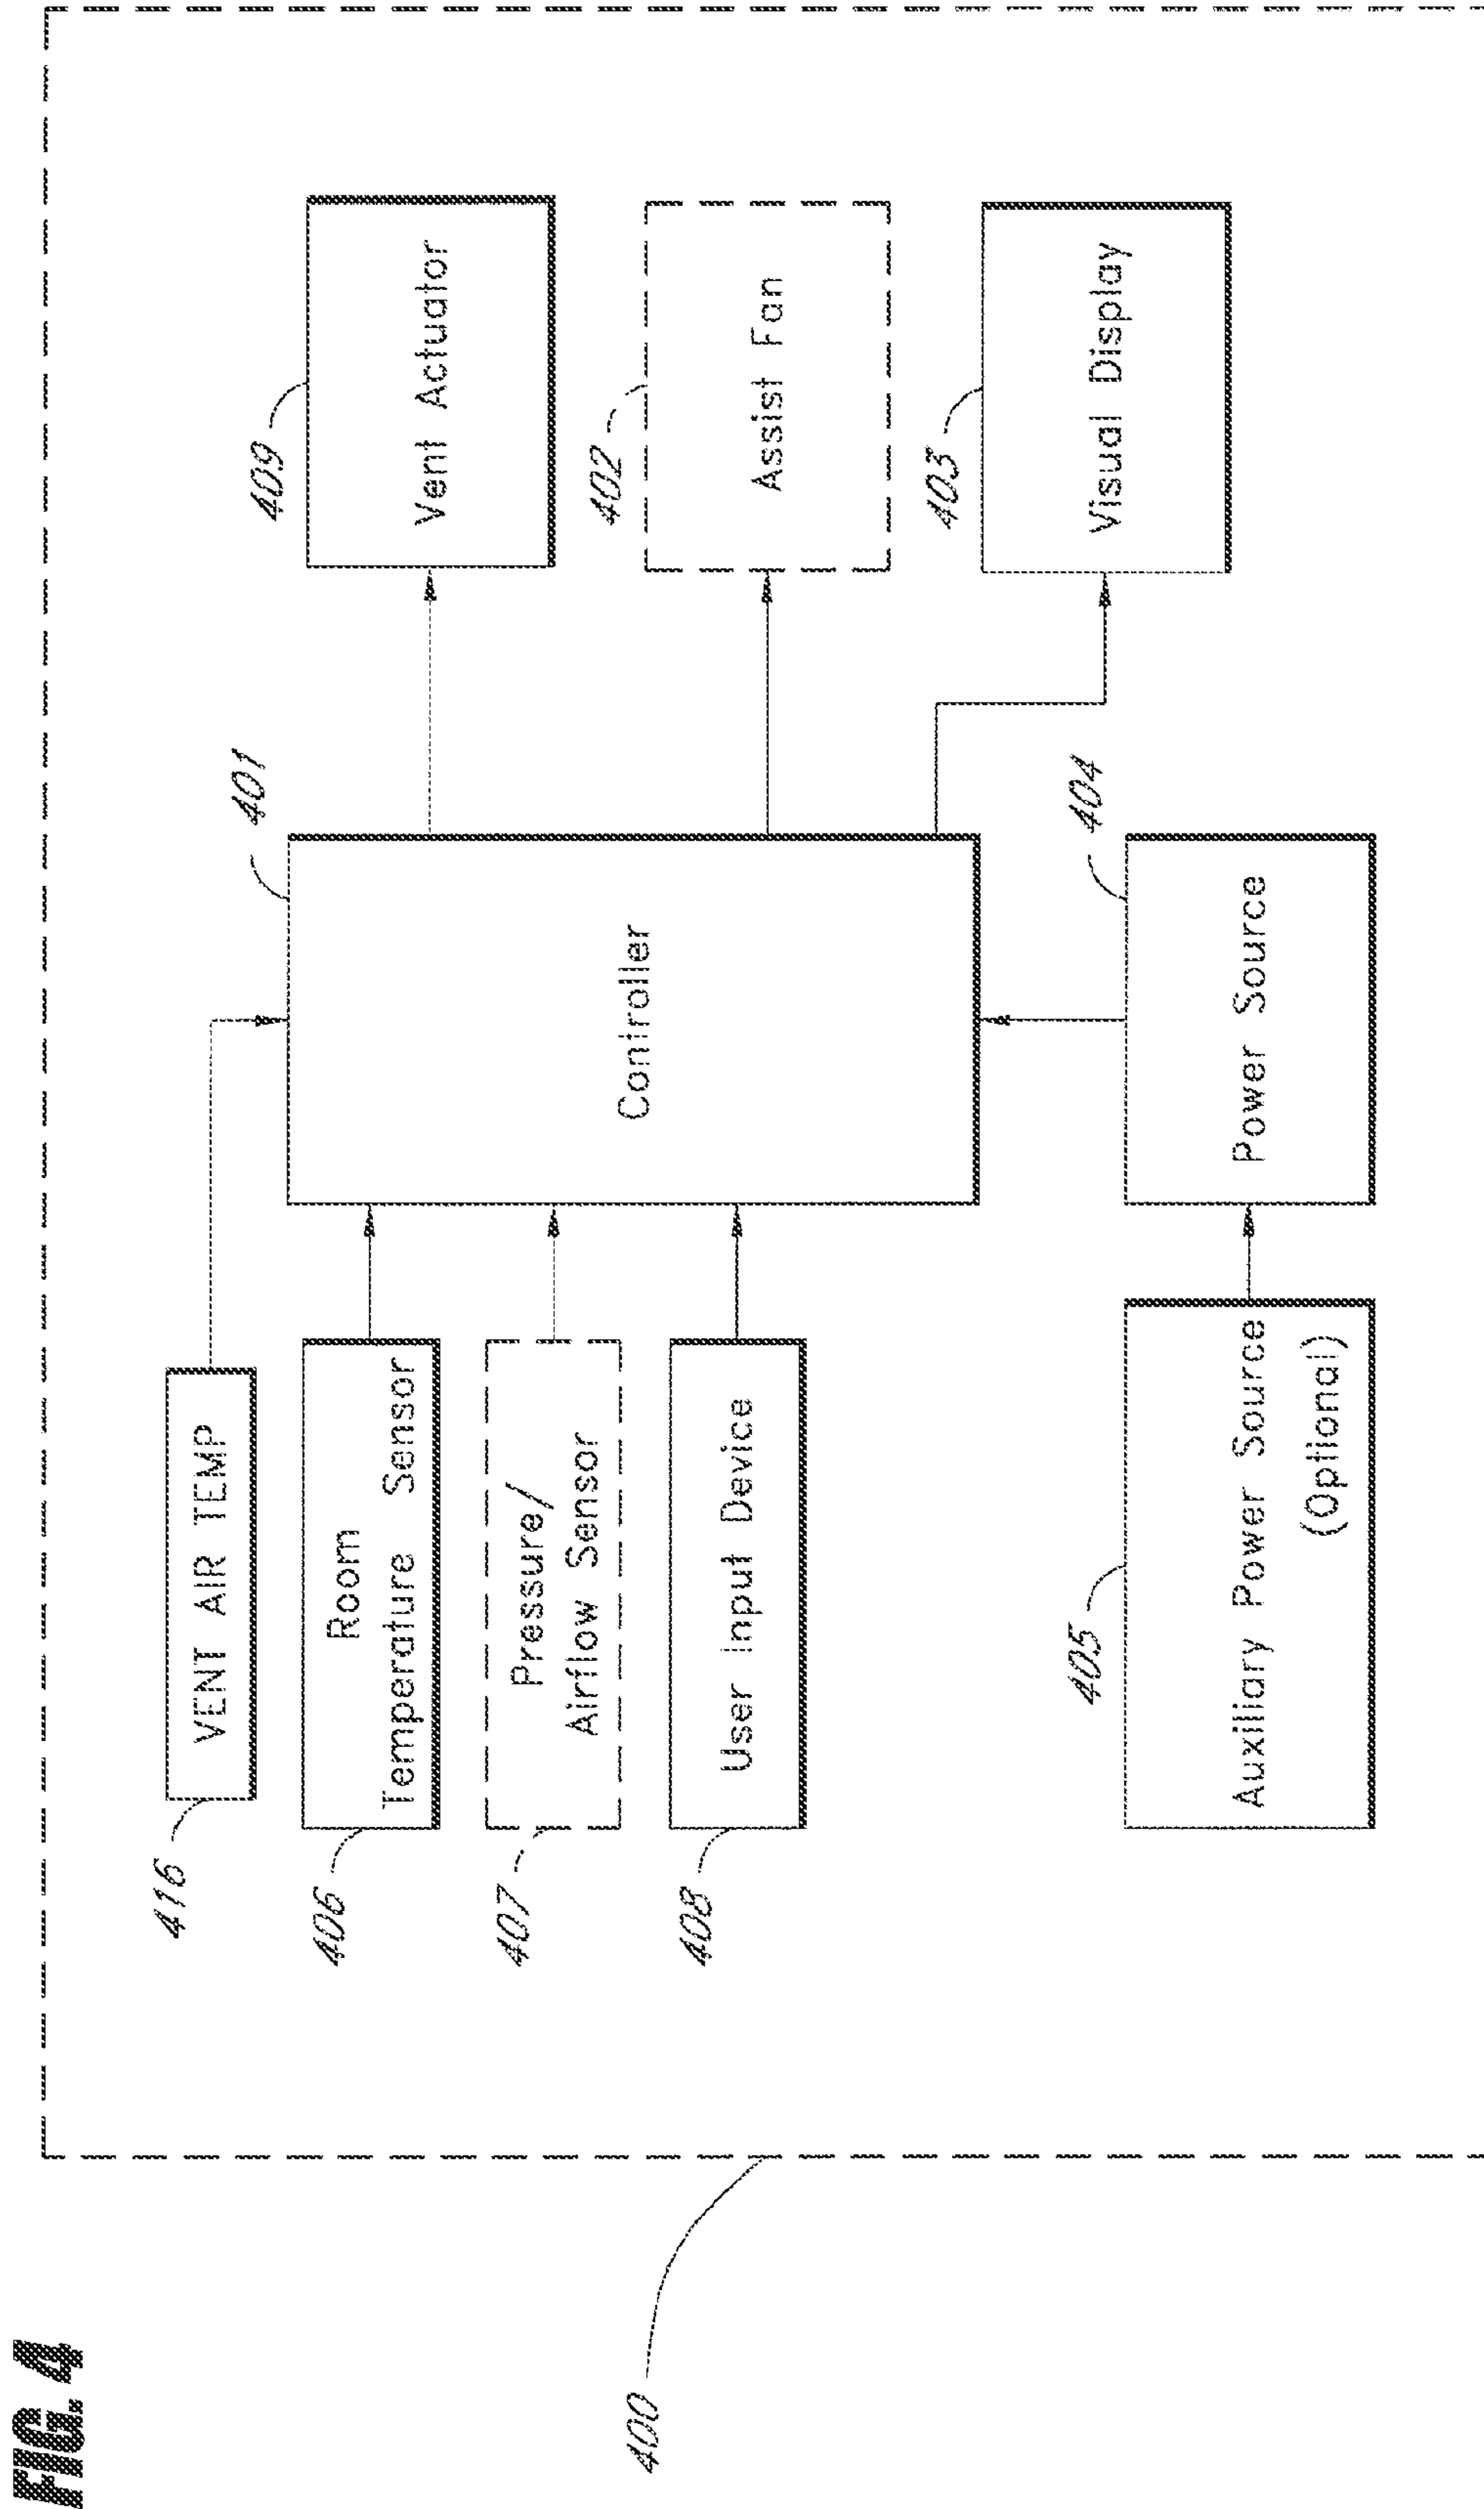 FIG. 4
400
416
VENT AIR TEMP
406
Room
Temperature Sensor
407
Pressure/
Airflow Sensor
408
User Input Device
405
Auxiliary Power Source
(Optional)
401
Controller
404
Power Source
409
Vent Actuator
402
Assist Fan
403
Visual Display